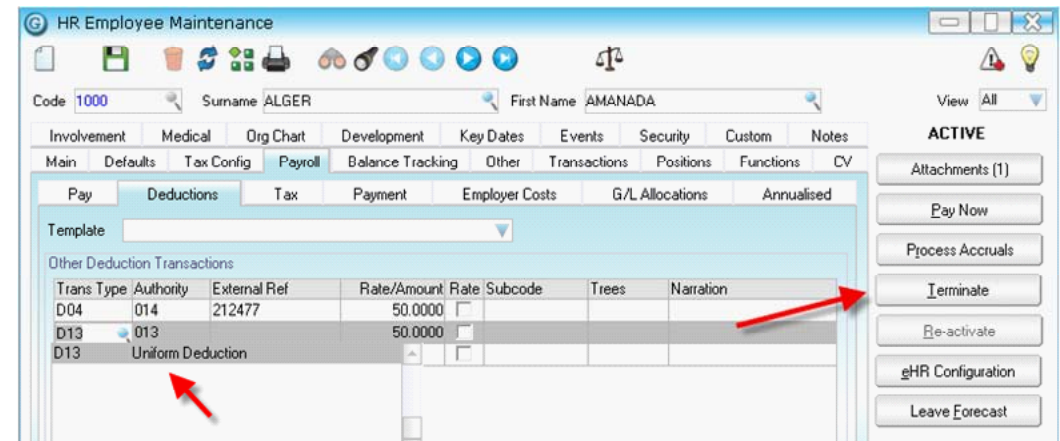 HR Employee Maintenance
Code 1000 Surname ALGER First Name AMANADA View All
Involvement Medical Org Chart Development Key Dates Events Security Custom Notes
ACTIVE
Main Defaults Tax Config Payroll Balance Tracking Other Transactions Positions Functions CV
Attachments (1)
Pay Deductions Tax Payment Employer Costs G/L Allocations Annualised
Pay Now
Template
Process Accruals
Other Deduction Transactions
Trans Type Authority External Ref Rate/Amount Rate Subcode Trees Narration
Terminate
D04 014 212477 50.0000
D13 013 50.0000
Re-activate
D13 Uniform Deduction
eHR Configuration
Leave Forecast